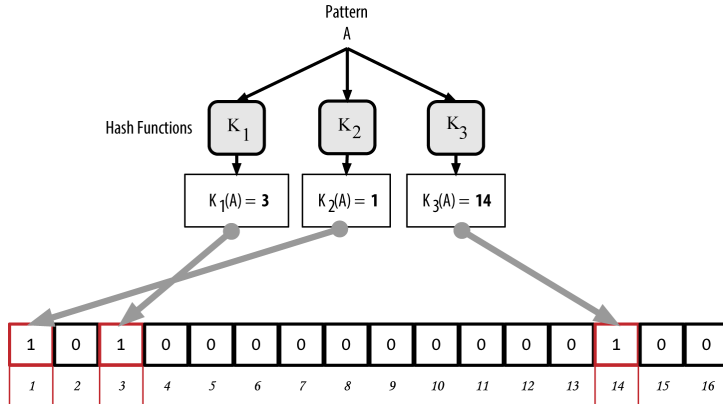 Pattern
A
Hash Functions
K1 K2 K3
K1(A) = 3 K2(A) = 1 K3(A) = 14
1 0 1 0 0 0 0 0 0 0 0 0 0 1 0 0
1 2 3 4 5 6 7 8 9 10 11 12 13 14 15 16